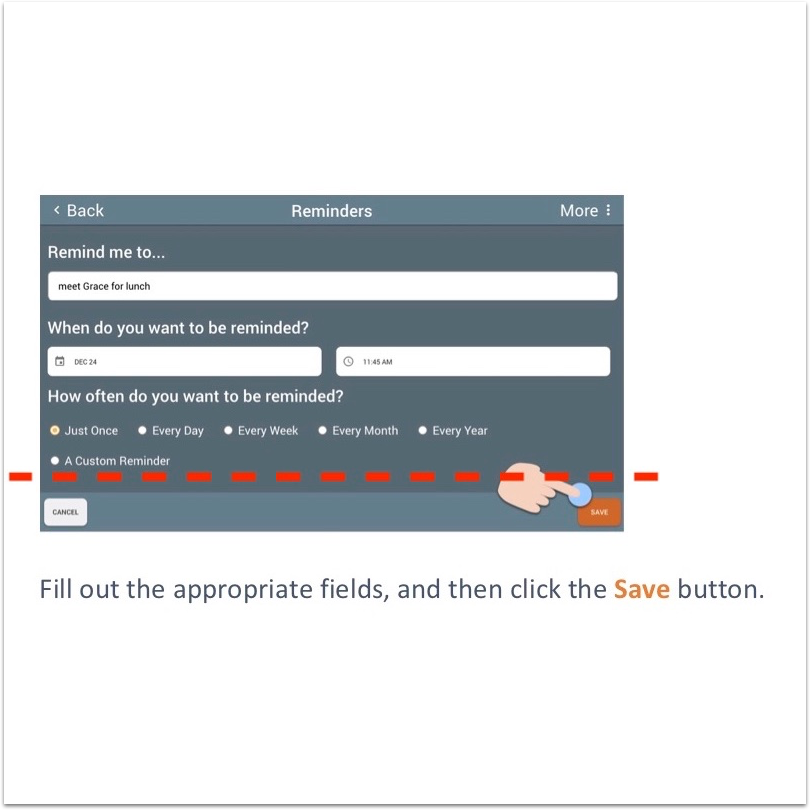 < Back Reminders More
Remind me to...
meet Grace for lunch
When do you want to be reminded?
DEC 24 11:45 AM
How often do you want to be reminded?
Just Once Every Day Every Week Every Month Every Year
A Custom Reminder
CANCEL SAVE
Fill out the appropriate fields, and then click the Save button.